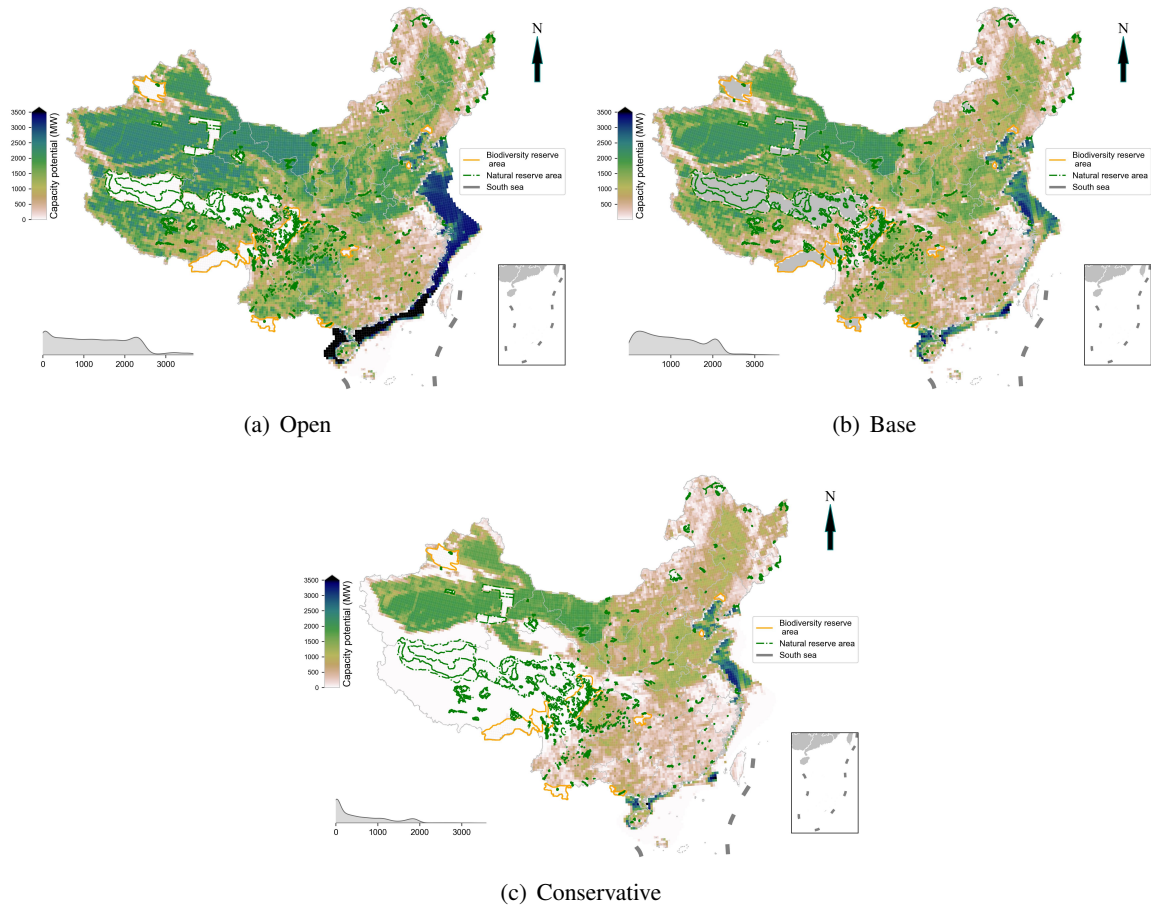 N
3500
3000
2500
2000
1500
1000
500
0
Capacity potential (MW)
Biodiversity reserve
area
Natural reserve area
South sea
0 1000 2000 3000
(a) Open
N
3500
3000
2500
2000
1500
1000
500
0
Capacity potential (MW)
Biodiversity reserve
area
Natural reserve area
South sea
0 1000 2000 3000
(b) Base
N
3500
3000
2500
2000
1500
1000
500
0
Capacity potential (MW)
Biodiversity reserve
area
Natural reserve area
South sea
0 1000 2000 3000
(c) Conservative